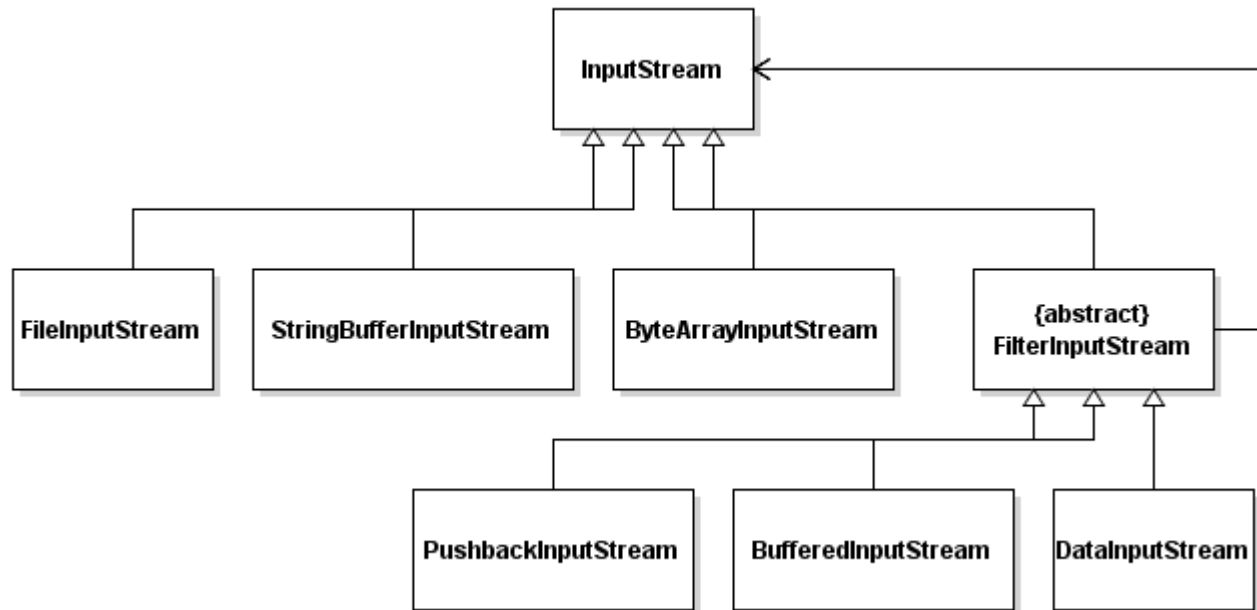 InputStream
FileInputStream
StringBufferInputStream
ByteArrayInputStream
{abstract}
FilterInputStream
PushbackInputStream
BufferedInputStream
DataInputStream